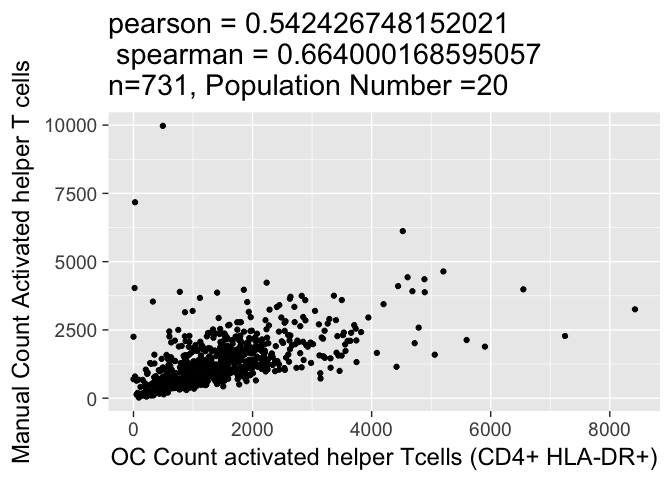 pearson = 0.542426748152021
spearman = 0.664000168595057
n=731, Population Number =20
Manual Count Activated helper T cells
10000
7500
5000
2500
0
0 2000 4000 6000 8000
OC Count activated helper Tcells (CD4+ HLA-DR+)